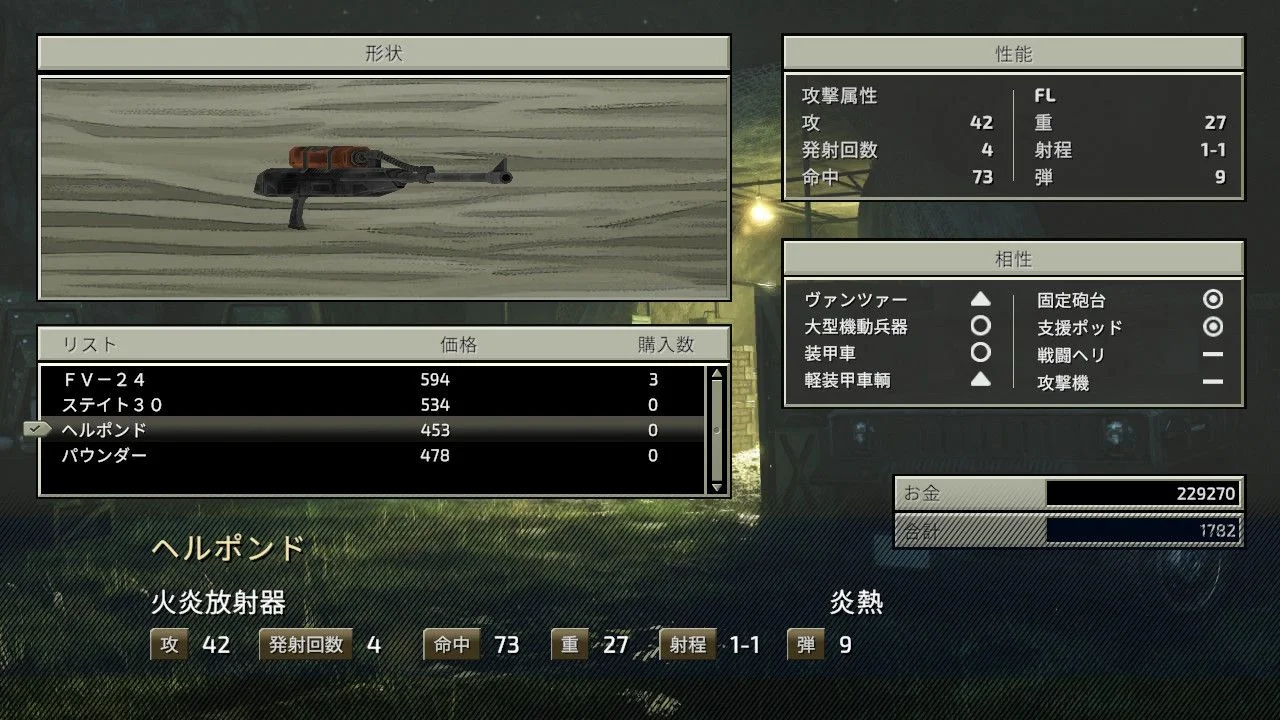 形状
リスト 価格 購入数
FV-24 594 3
ステイト30 534 0
ヘルポンド 453 0
パウンダー 478 0
性能
攻撃属性 FL
攻 42 重 27
発射回数 4 射程 1-1
命中 73 弾 9
相性
ヴァンツァー ▲ 固定砲台 ◎
大型機動兵器 ○ 支援ポッド ◎
装甲車 ○ 戦闘ヘリ ー
軽装甲車輌 ▲ 攻撃機 ー
お金 229270
合計 1782
ヘルポンド
火炎放射器 炎熱
攻 42 発射回数 4 命中 73 重 27 射程 1-1 弾 9